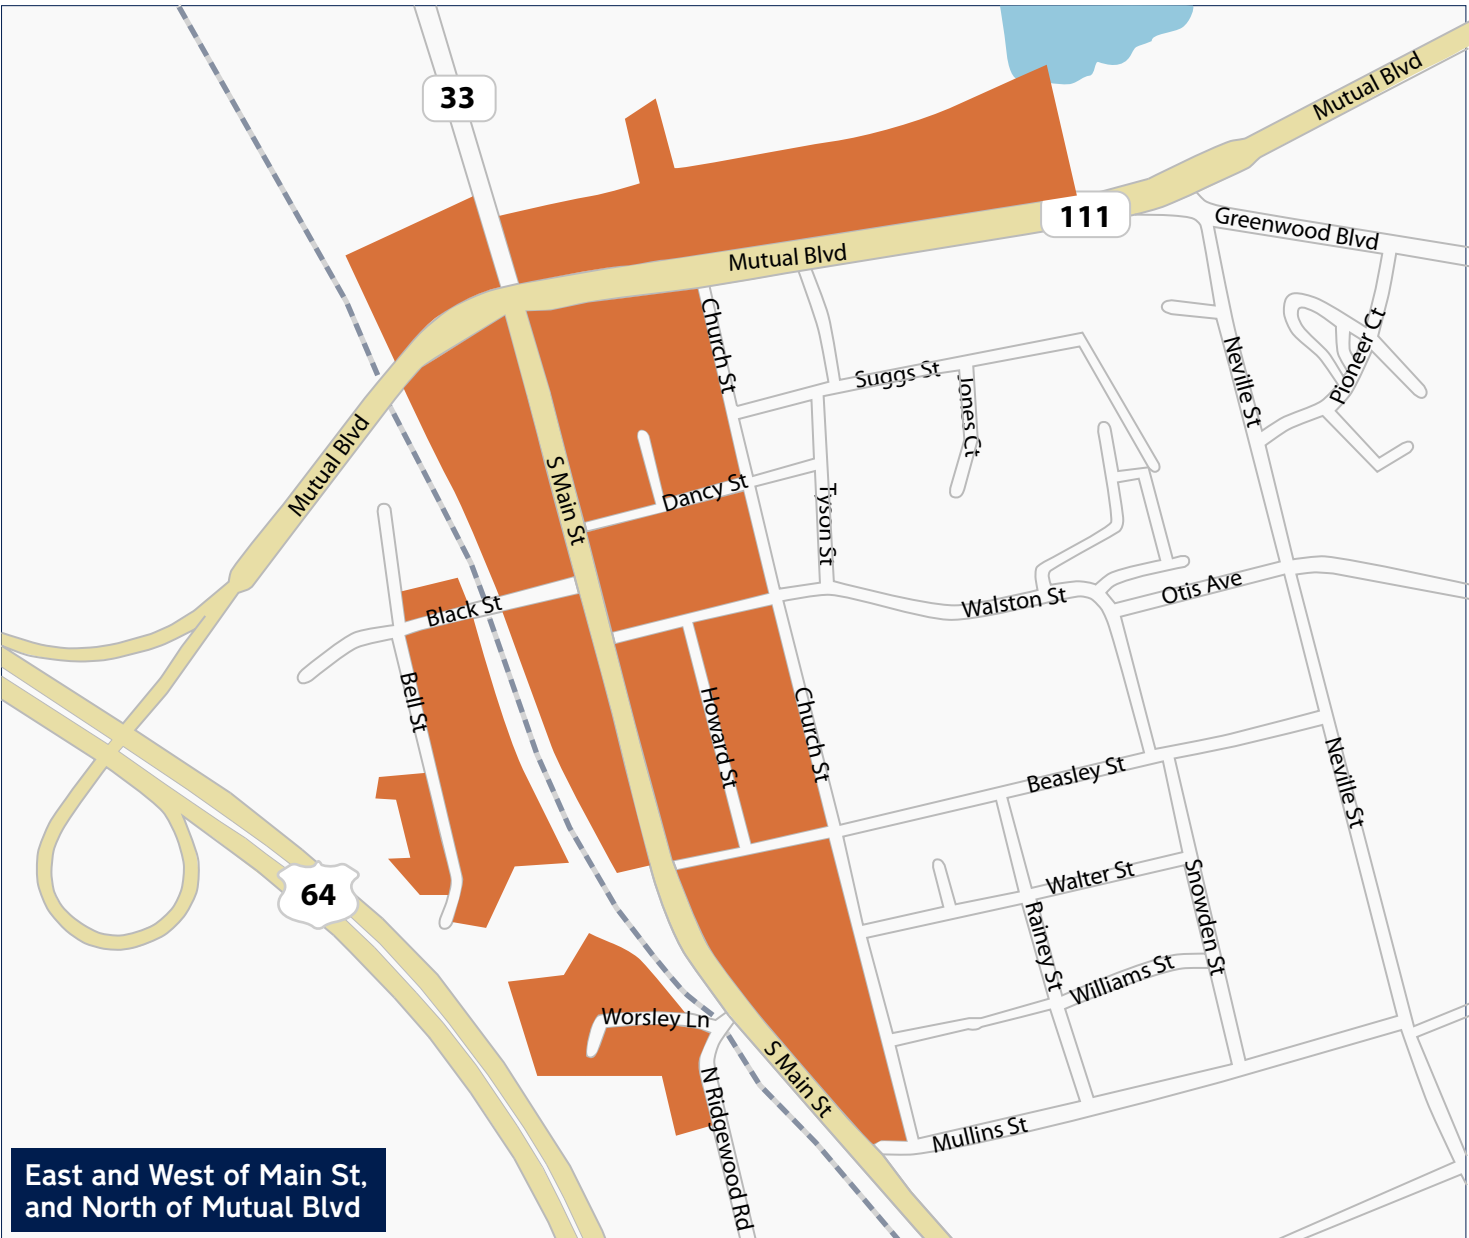 33
Mutual Blvd
111
Greenwood Blvd
Mutual Blvd
Church St
Pioneer Ct
Neville St
Suggs St
Jones Ct
Mutual Blvd
S Main St
Dancy St
Tyson St
Black St
Walston St
Otis Ave
Bell St
Howard St
Church St
Beasley St
Neville St
64
Walter St
Snowden St
Rainey St
Williams St
Worsley Ln
S Main St
N Ridgewood Rd
Mullins St
East and West of Main St,
and North of Mutual Blvd